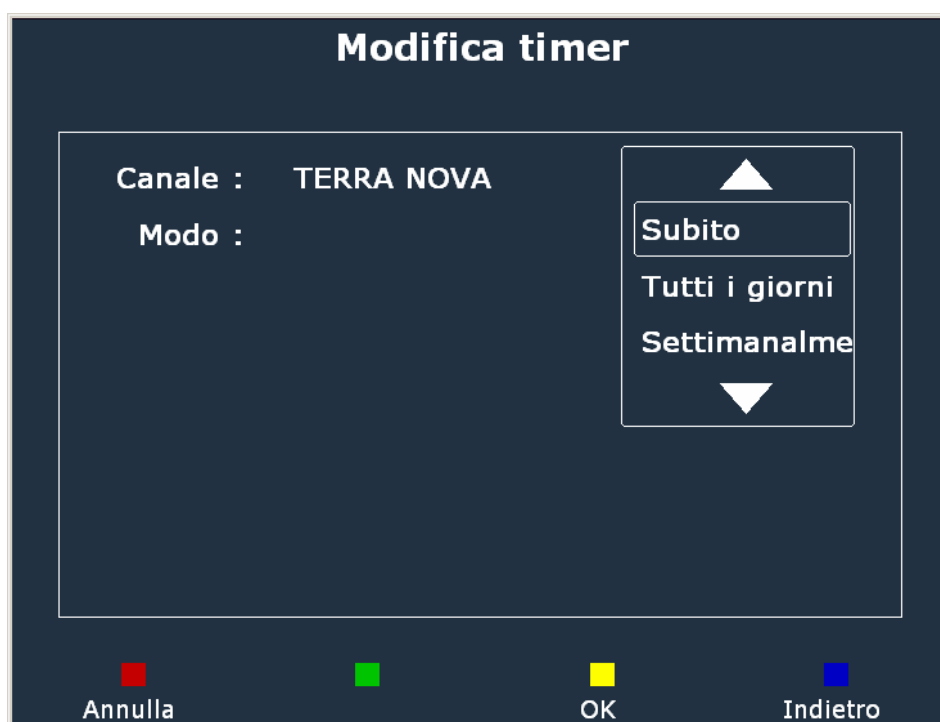 Modifica timer
Canale : TERRA NOVA
Modo :
Subito
Tutti i giorni
Settimanalme
Annulla
OK
Indietro